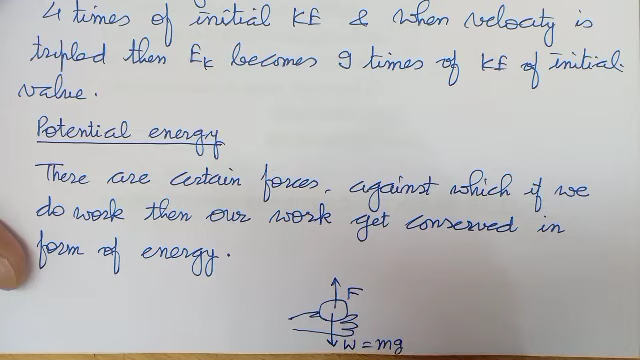 4 times of initial KE & when velocity is
tripled then Ek becomes 9 times of KE of initial
value.
Potential energy
There are certain forces, against which if we
do work then our work get conserved in
form of energy.
F
W = mg